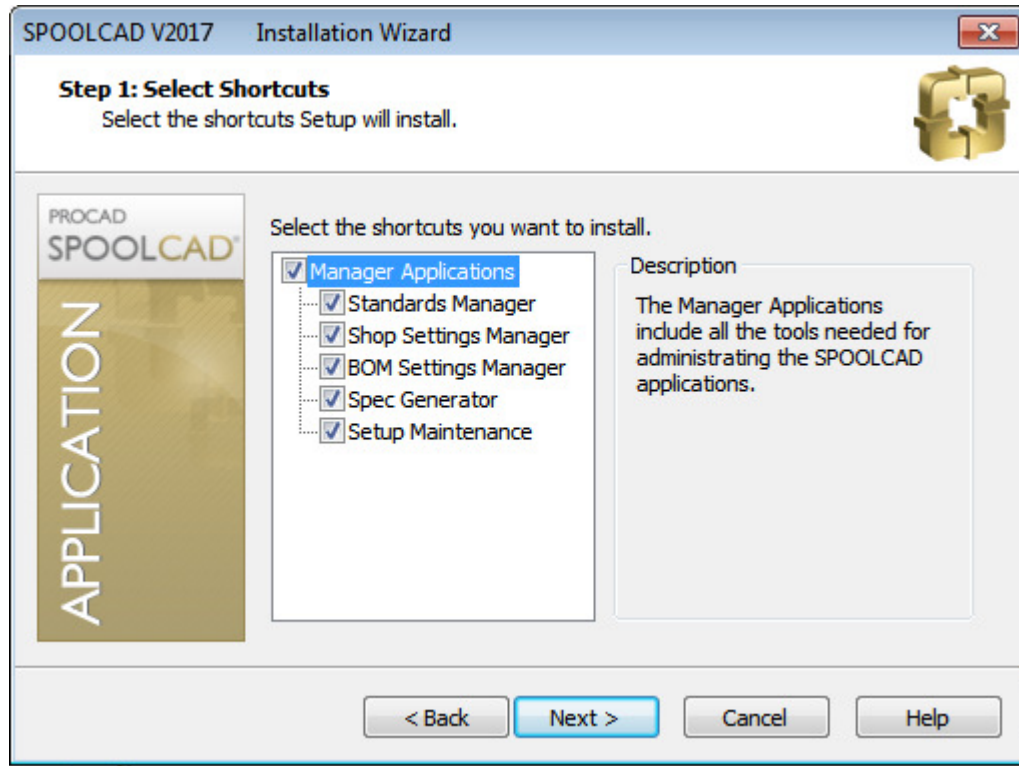 SPOOLCAD V2017 Installation Wizard
Step 1: Select Shortcuts
Select the shortcuts Setup will install.
PROCAD
SPOOLCAD®
APPLICATION
Select the shortcuts you want to install.
Manager Applications
Standards Manager
Shop Settings Manager
BOM Settings Manager
Spec Generator
Setup Maintenance
Description
The Manager Applications
include all the tools needed for
administrating the SPOOLCAD
applications.
< Back
Next >
Cancel
Help